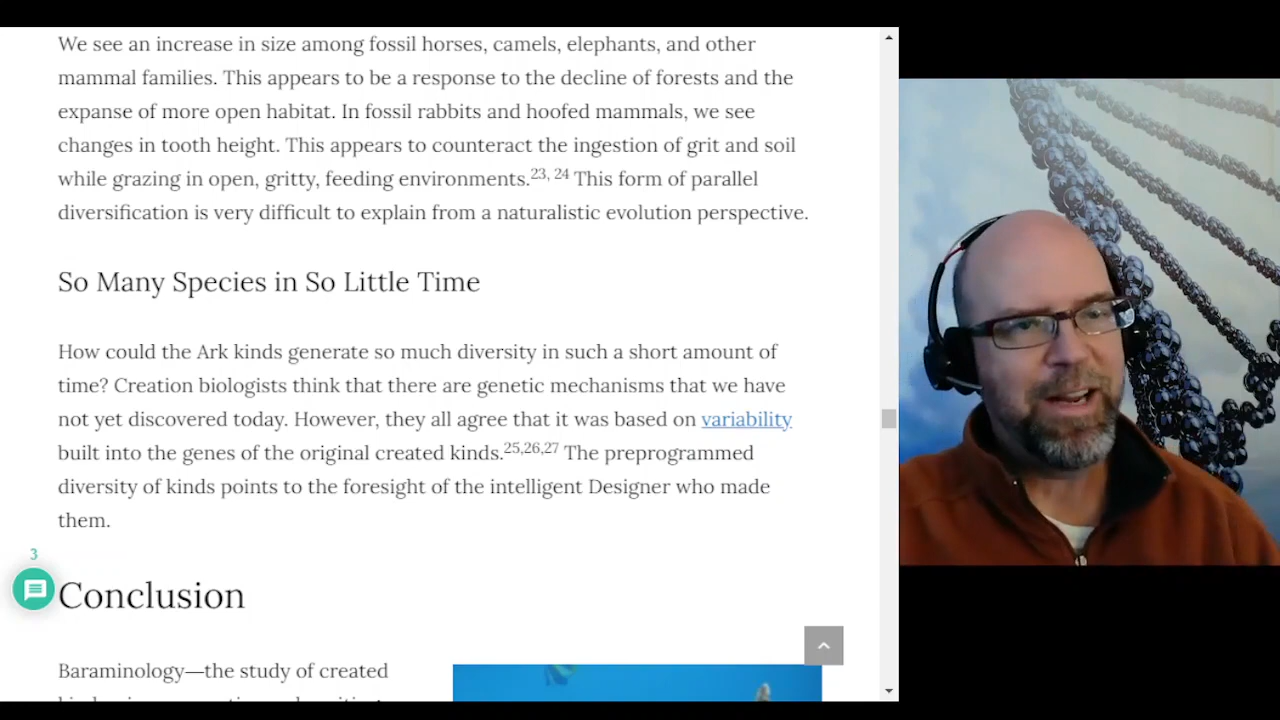 We see an increase in size among fossil horses, camels, elephants, and other
mammal families. This appears to be a response to the decline of forests and the
expanse of more open habitat. In fossil rabbits and hoofed mammals, we see
changes in tooth height. This appears to counteract the ingestion of grit and soil
while grazing in open, gritty, feeding environments.23, 24 This form of parallel
diversification is very difficult to explain from a naturalistic evolution perspective.
So Many Species in So Little Time
How could the Ark kinds generate so much diversity in such a short amount of
time? Creation biologists think that there are genetic mechanisms that we have
not yet discovered today. However, they all agree that it was based on variability
built into the genes of the original created kinds.25,26,27 The preprogrammed
diversity of kinds points to the foresight of the intelligent Designer who made
them.
3
Conclusion
Baraminology—the study of created